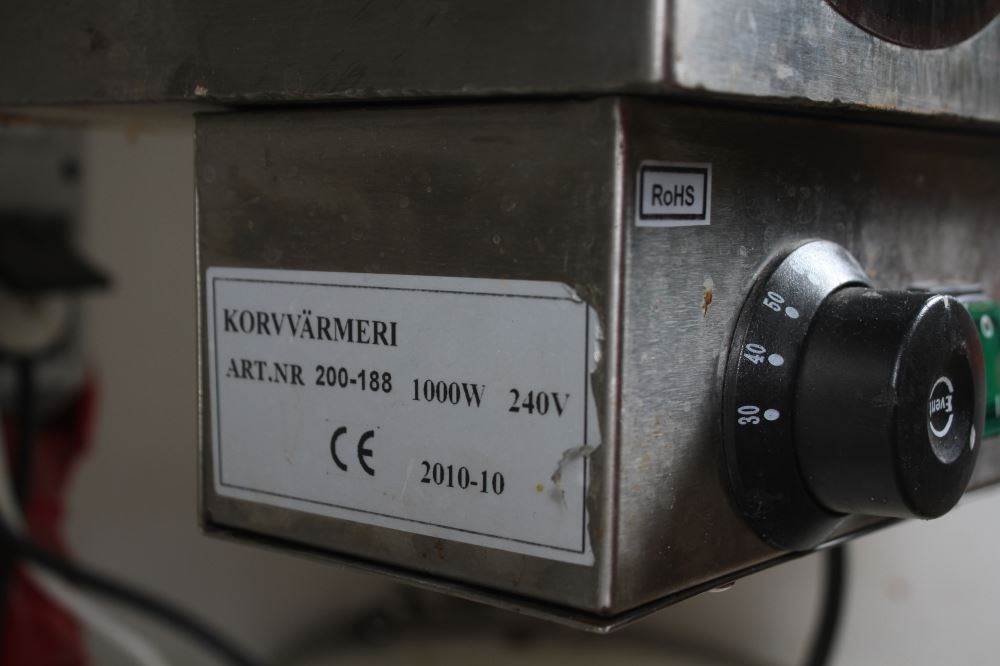 RoHS
KORVVÄRMERI
ART.NR 200-188 1000W 240V
CE
2010-10
50
40
30